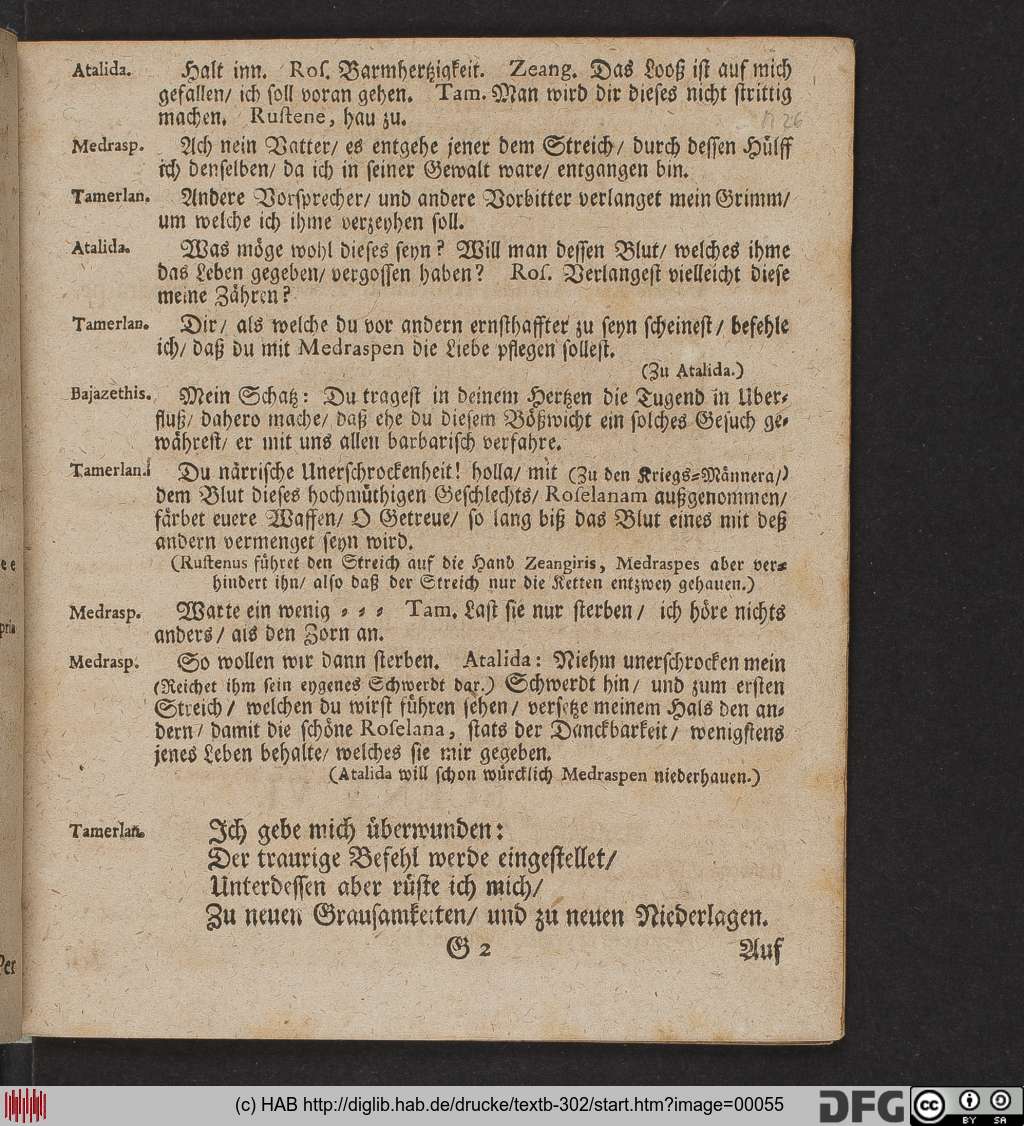 Atalida. Halt inn. Roſ. Barmhertzigkeit. Zeang. Das Looß iſt auf mich
gefallen/ ich ſoll voran gehen. Tam. Man wird dir dieſes nicht ſtrittig
machen. Ruſtene, hau zu.
26
Medrasp. Ach nein Vatter/ es entgehe jener dem Streich/ durch deſſen Hülff
ich denſelben/ da ich in ſeiner Gewalt ware/ entgangen bin.
Tamerlan. Andere Vorſprecher/ und andere Vorbitter verlanget mein Grimm/
um welche ich ihme verzeyhen ſoll.
Atalida. Was möge wohl dieſes ſeyn? Will man deſſen Blut/ welches ihme
das Leben gegeben/ vergoſſen haben? Roſ. Verlangeſt vielleicht dieſe
meine Zähren?
Tamerlan. Dir/ als welche du vor andern ernſthaffter zu ſeyn ſcheineſt/ befehle
ich/ daß du mit Medraspen die Liebe pflegen ſolleſt.
(Zu Atalida.)
Bajazethis. Mein Schatz: Du trageſt in deinem Hertzen die Tugend in Uber⸗
fluß/ dahero mache/ daß ehe du dieſem Bößwicht ein ſolches Geſuch ge⸗
währeſt/ er mit uns allen barbariſch verfahre.
Tamerlan. Du närriſche Unerſchrockenheit! holla/ mit (Zu den Kriegs⸗Männern/)
dem Blut dieſes hochmüthigen Geſchlechts/ Roſelanam außgenommen/
färbet euere Waffen/ O Getreue/ ſo lang biß das Blut eines mit deß
andern vermenget ſeyn wird.
(Ruſtenus führet den Streich auf die Hand Zeangiris, Medraspes aber ver⸗
hindert ihn/ alſo daß der Streich nur die Ketten entzwey gehauen.)
Medrasp. Warte ein wenig ⸗ ⸗ ⸗ Tam. Laſt ſie nur ſterben/ ich höre nichts
anders/ als den Zorn an.
Medrasp. So wollen wir dann ſterben. Atalida: Niehm unerſchrocken mein
(Reichet ihm ſein eygenes Schwerdt dar.) Schwerdt hin/ und zum erſten
Streich/ welchen du wirſt führen ſehen/ verſetze meinem Hals den an⸗
dern/ damit die ſchöne Roſelana, ſtats der Danckbarkeit/ wenigſtens
jenes Leben behalte/ welches ſie mir gegeben.
(Atalida will ſchon würcklich Medraspen niederhauen.)
Tamerlan. Ich gebe mich überwunden:
Der traurige Befehl werde eingeſtellet/
Unterdeſſen aber rüſte ich mich/
Zu neuen Grauſamkeiten/ und zu neuen Niederlagen.
G 2 Auf
(c) HAB http://diglib.hab.de/drucke/textb-302/start.htm?image=00055
DFG cc BY SA